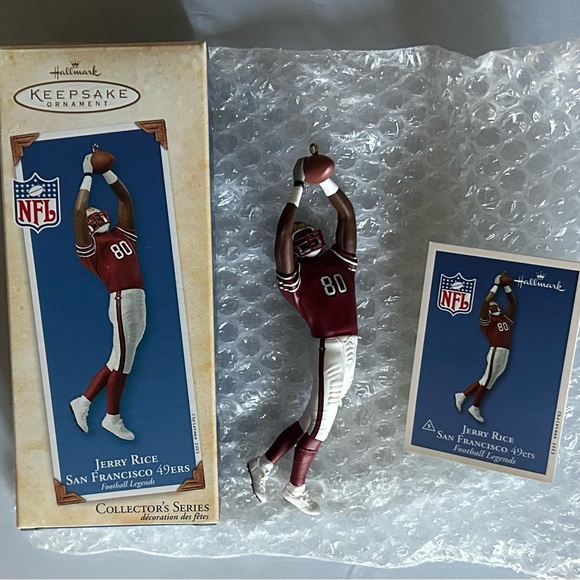 Hallmark
KEEPSAKE
ORNAMENT
NFL
80
JERRY RICE
SAN FRANCISCO 49ERS
Football Legends
COLLECTOR'S SERIES
décoration des fêtes
80
Hallmark
NFL
80
JERRY RICE
SAN FRANCISCO 49ers
Football Legends